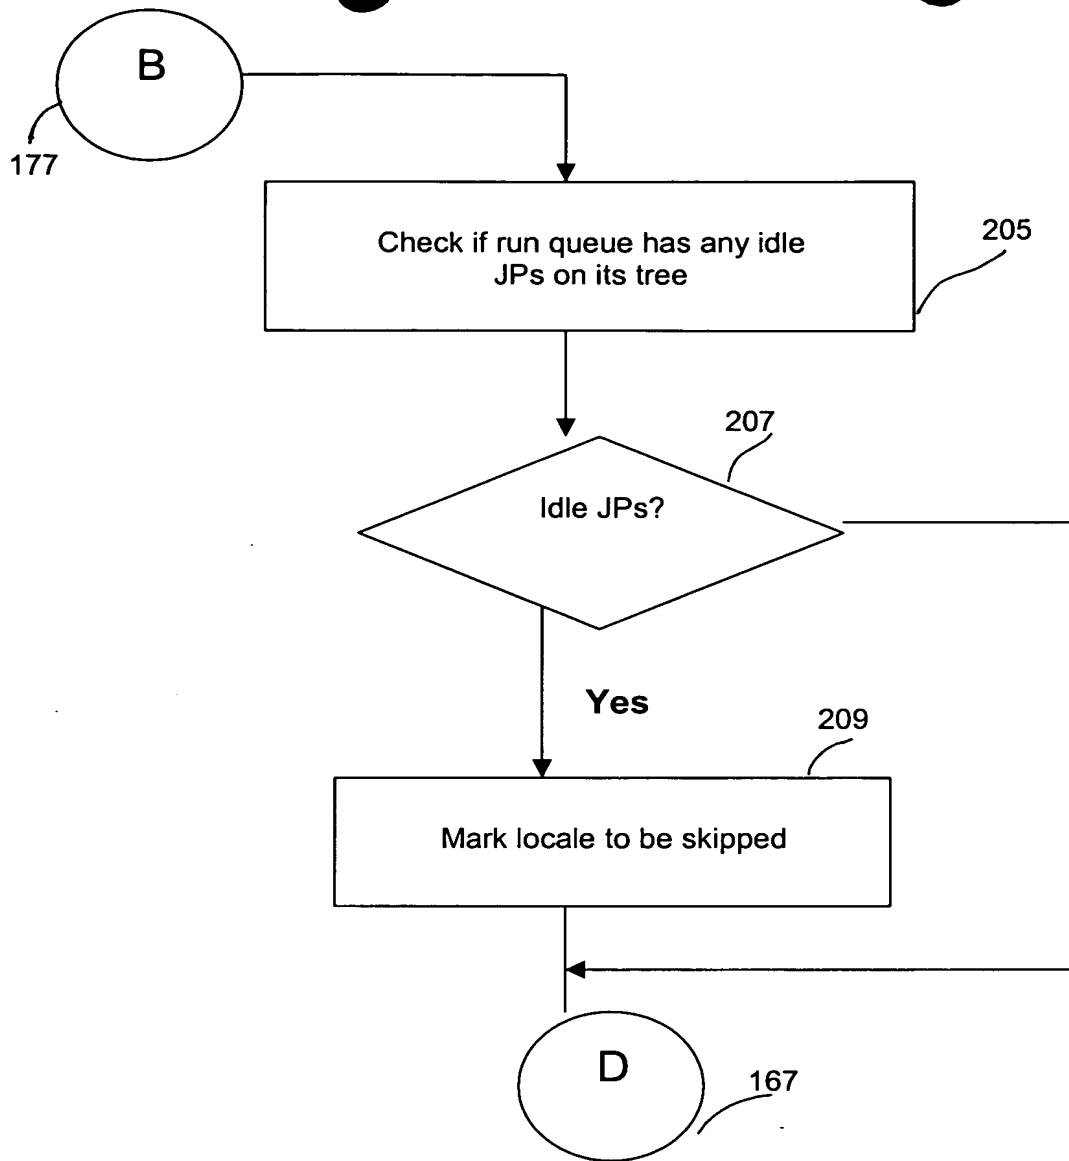 B
177
Check if run queue has any idle
JPs on its tree
205
207
Idle JPs?
Yes
209
Mark locale to be skipped
D
167